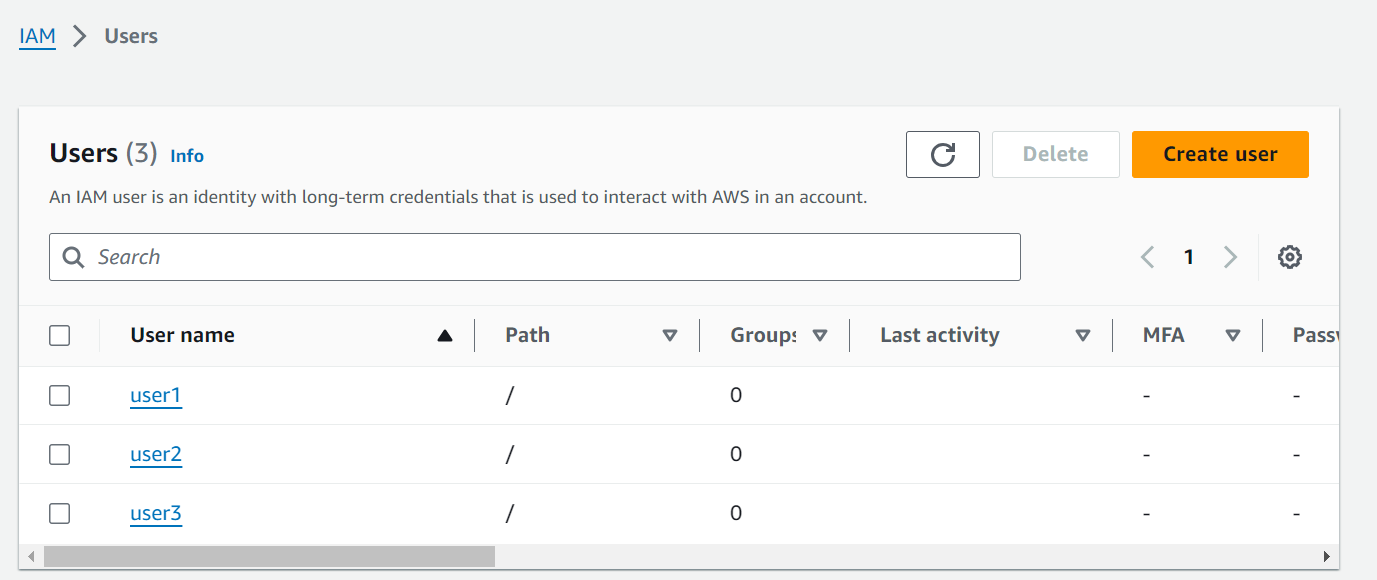 IAM > Users
Users (3) Info
Delete
Create user
An IAM user is an identity with long-term credentials that is used to interact with AWS in an account.
Search
1
User name Path Groups Last activity MFA Passw
user1 / 0 - -
user2 / 0 - -
user3 / 0 - -